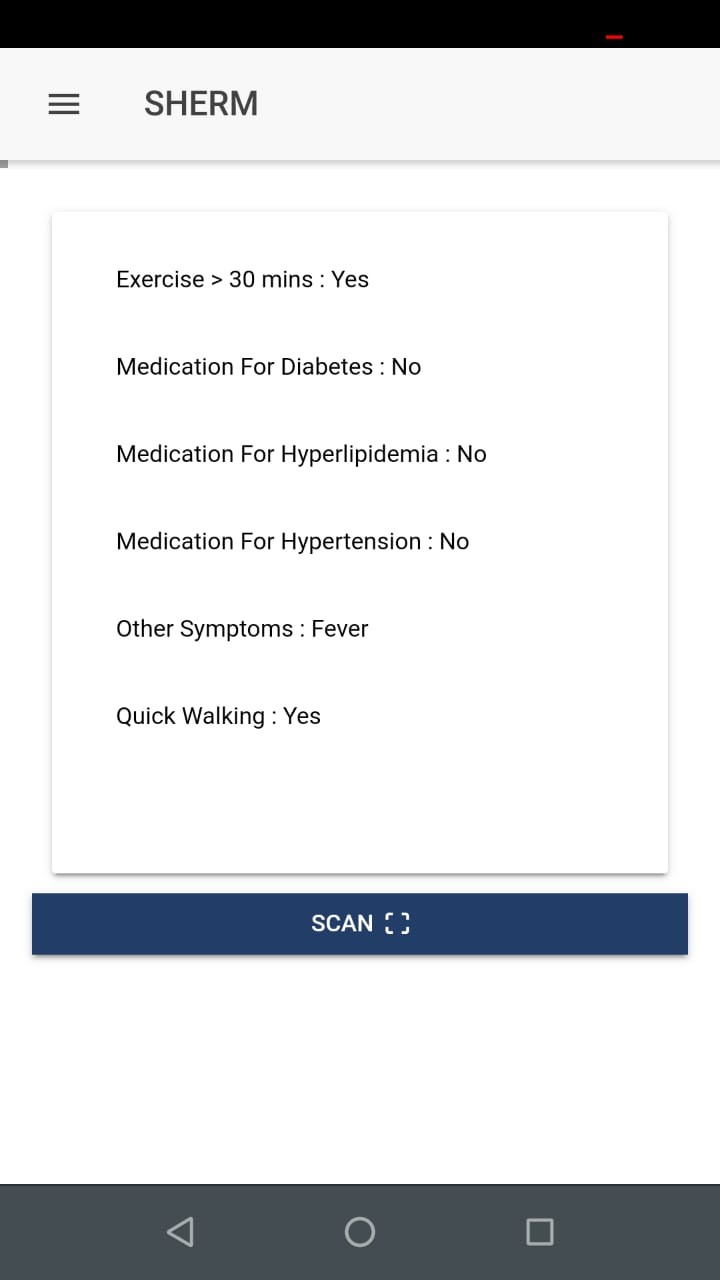 SHERM
Exercise > 30 mins : Yes
Medication For Diabetes : No
Medication For Hyperlipidemia : No
Medication For Hypertension : No
Other Symptoms : Fever
Quick Walking : Yes
SCAN